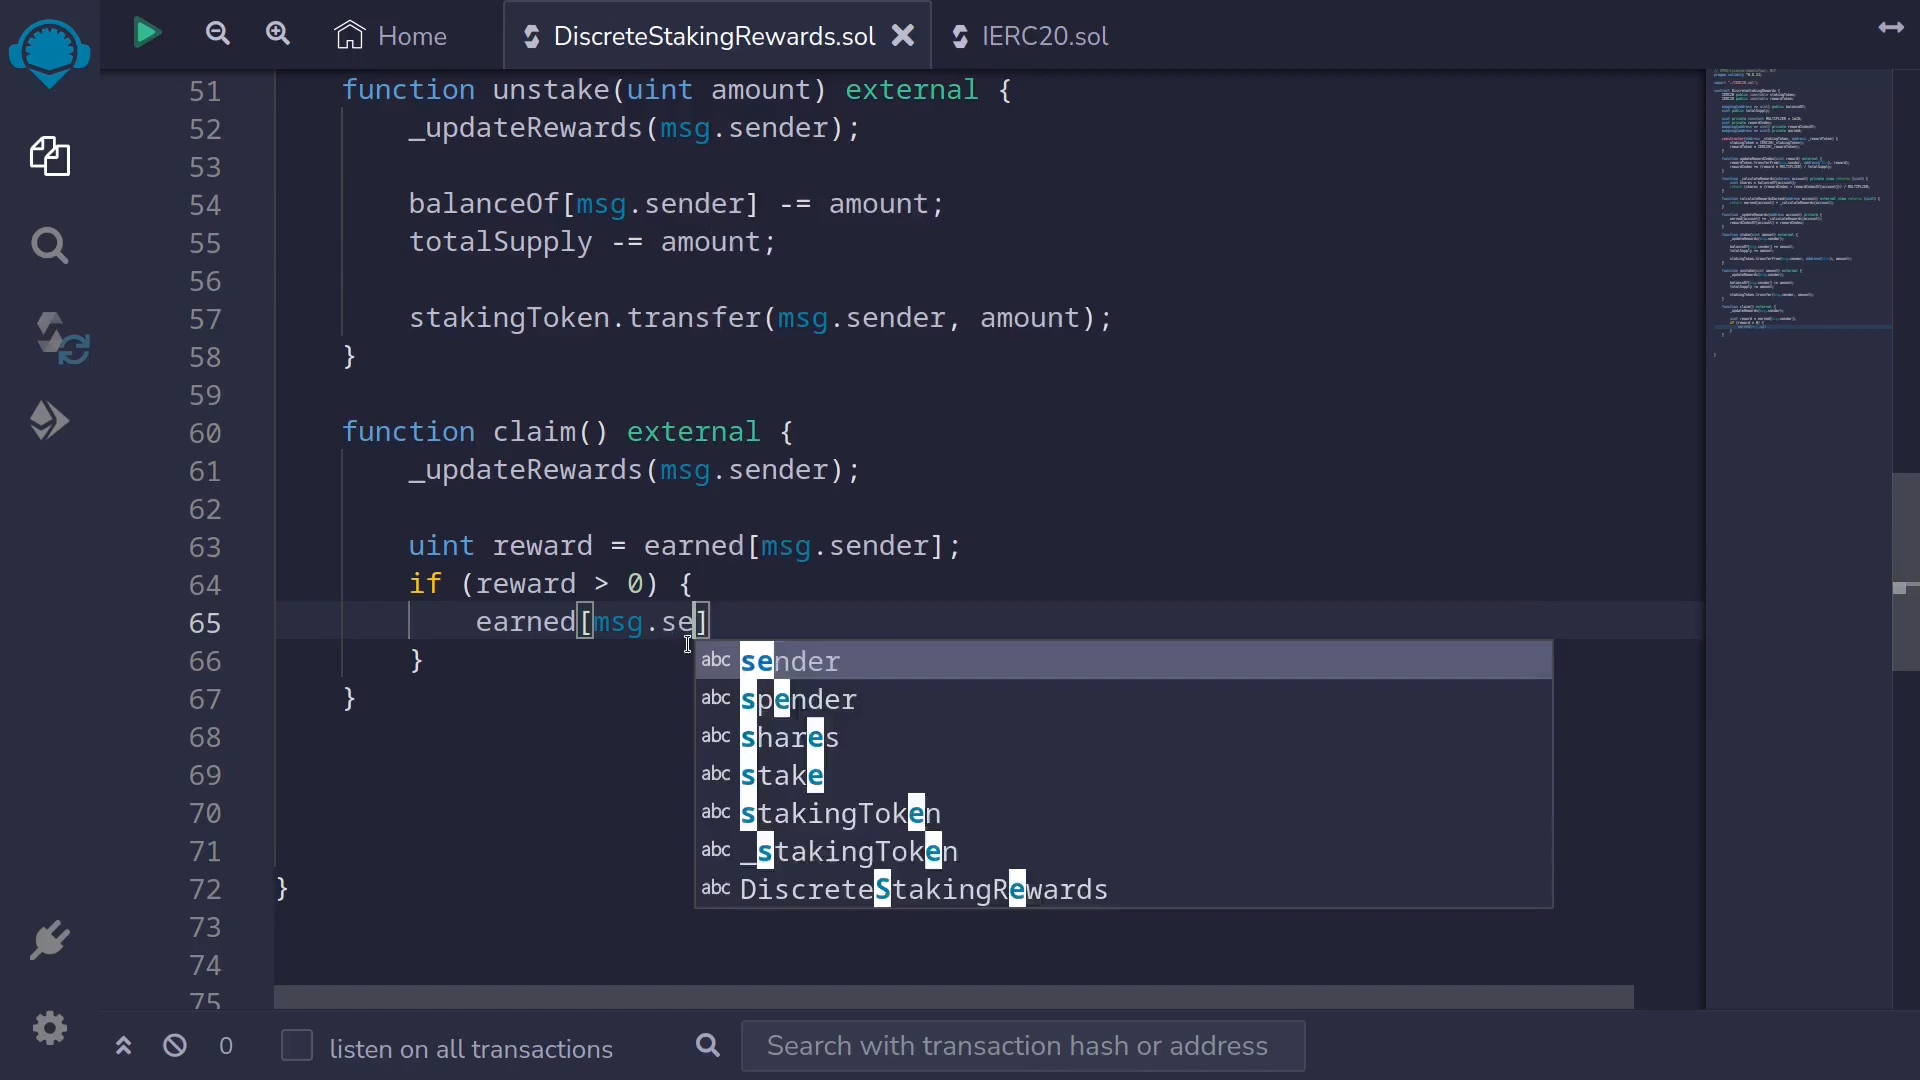 Home
DiscreteStakingRewards.sol
IERC20.sol
51 function unstake(uint amount) external {
52 _updateRewards(msg.sender);
53
54 balanceOf[msg.sender] -= amount;
55 totalSupply -= amount;
56
57 stakingToken.transfer(msg.sender, amount);
58 }
59
60 function claim() external {
61 _updateRewards(msg.sender);
62
63 uint reward = earned[msg.sender];
64 if (reward > 0) {
65 earned[msg.se]
66 }
67 }
68
69
70
71
72 }
73
74
75
abc sender
abc spender
abc shares
abc stake
abc stakingToken
abc _stakingToken
abc DiscreteStakingRewards
0 listen on all transactions Search with transaction hash or address